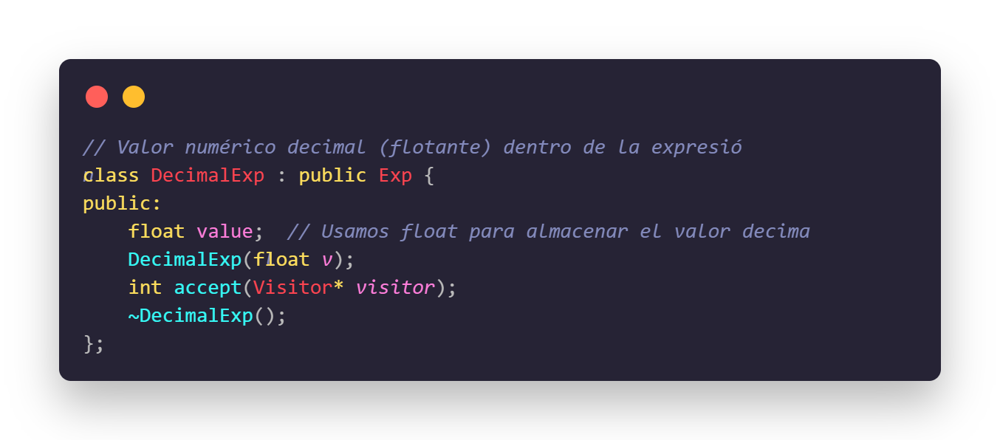 // Valor numérico decimal (flotante) dentro de la expresió
n
class DecimalExp : public Exp {
public:
    float value;  // Usamos float para almacenar el valor decima
l
    DecimalExp(float v);
    int accept(Visitor* visitor);
    ~DecimalExp();
};